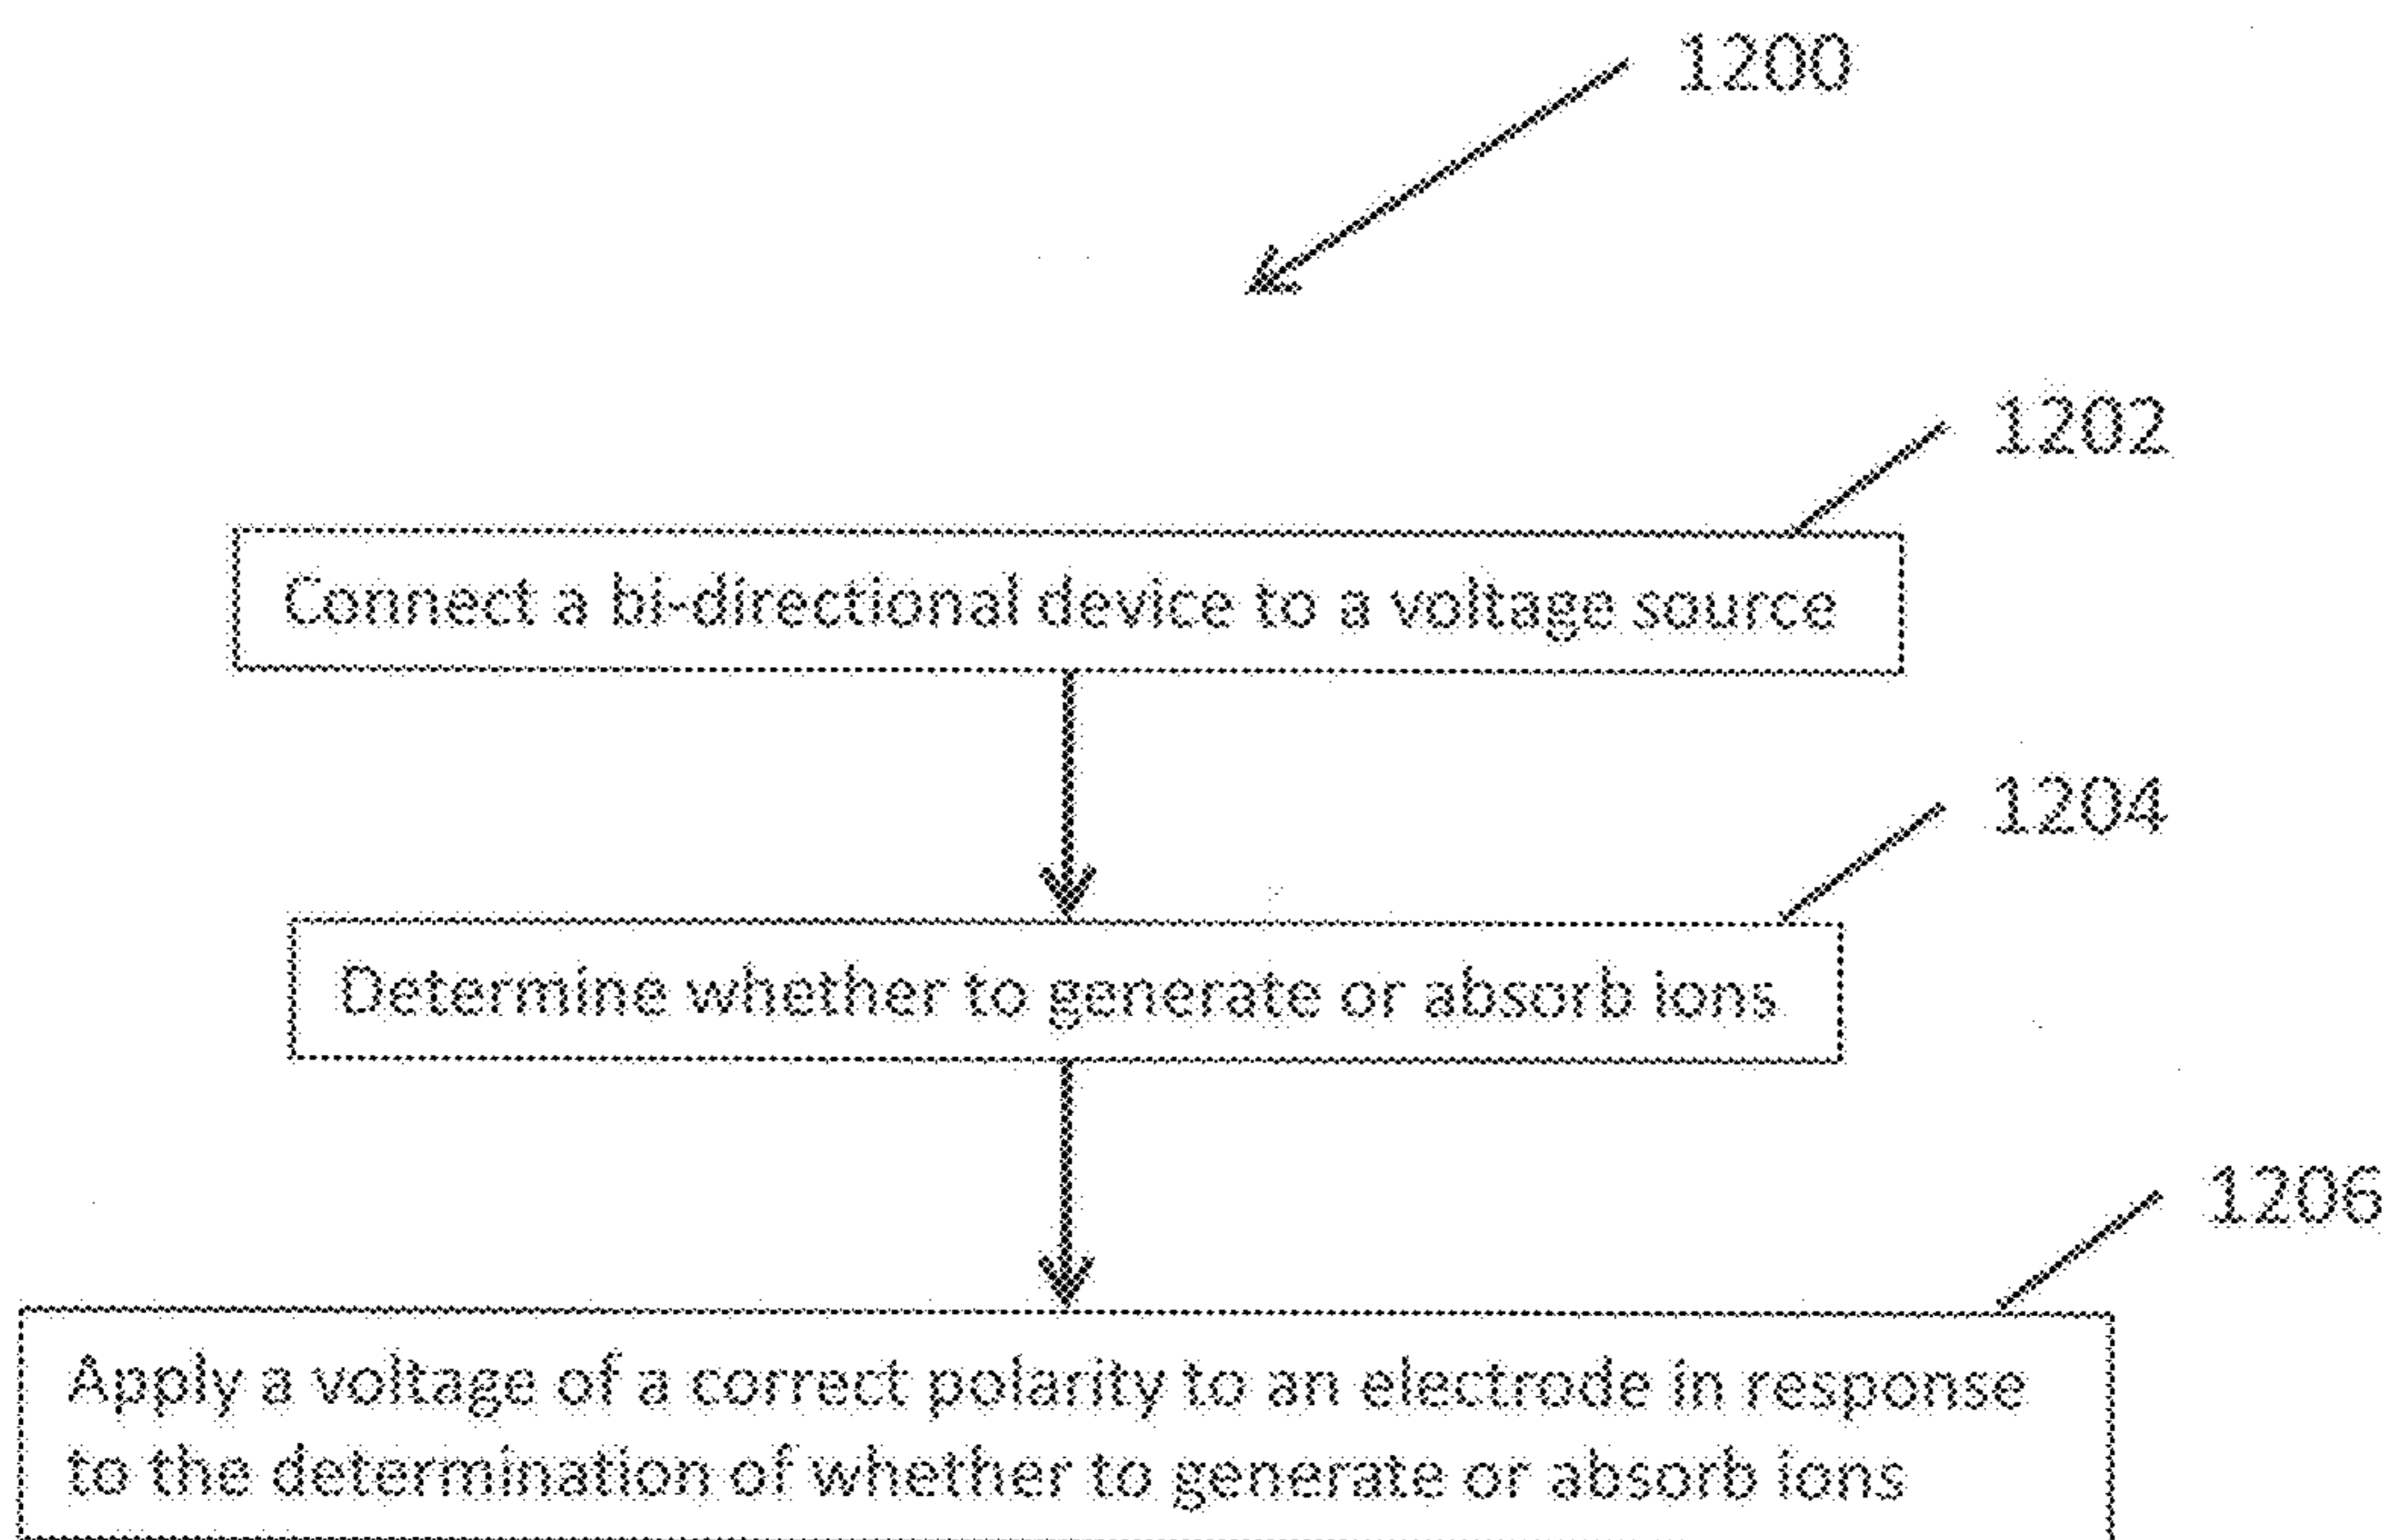 1200
1202
Connect a bi-directional device to a voltage source
1204
Determine whether to generate or absorb ions
1206
Apply a voltage of a correct polarity to an electrode in response
to the determination of whether to generate or absorb ions